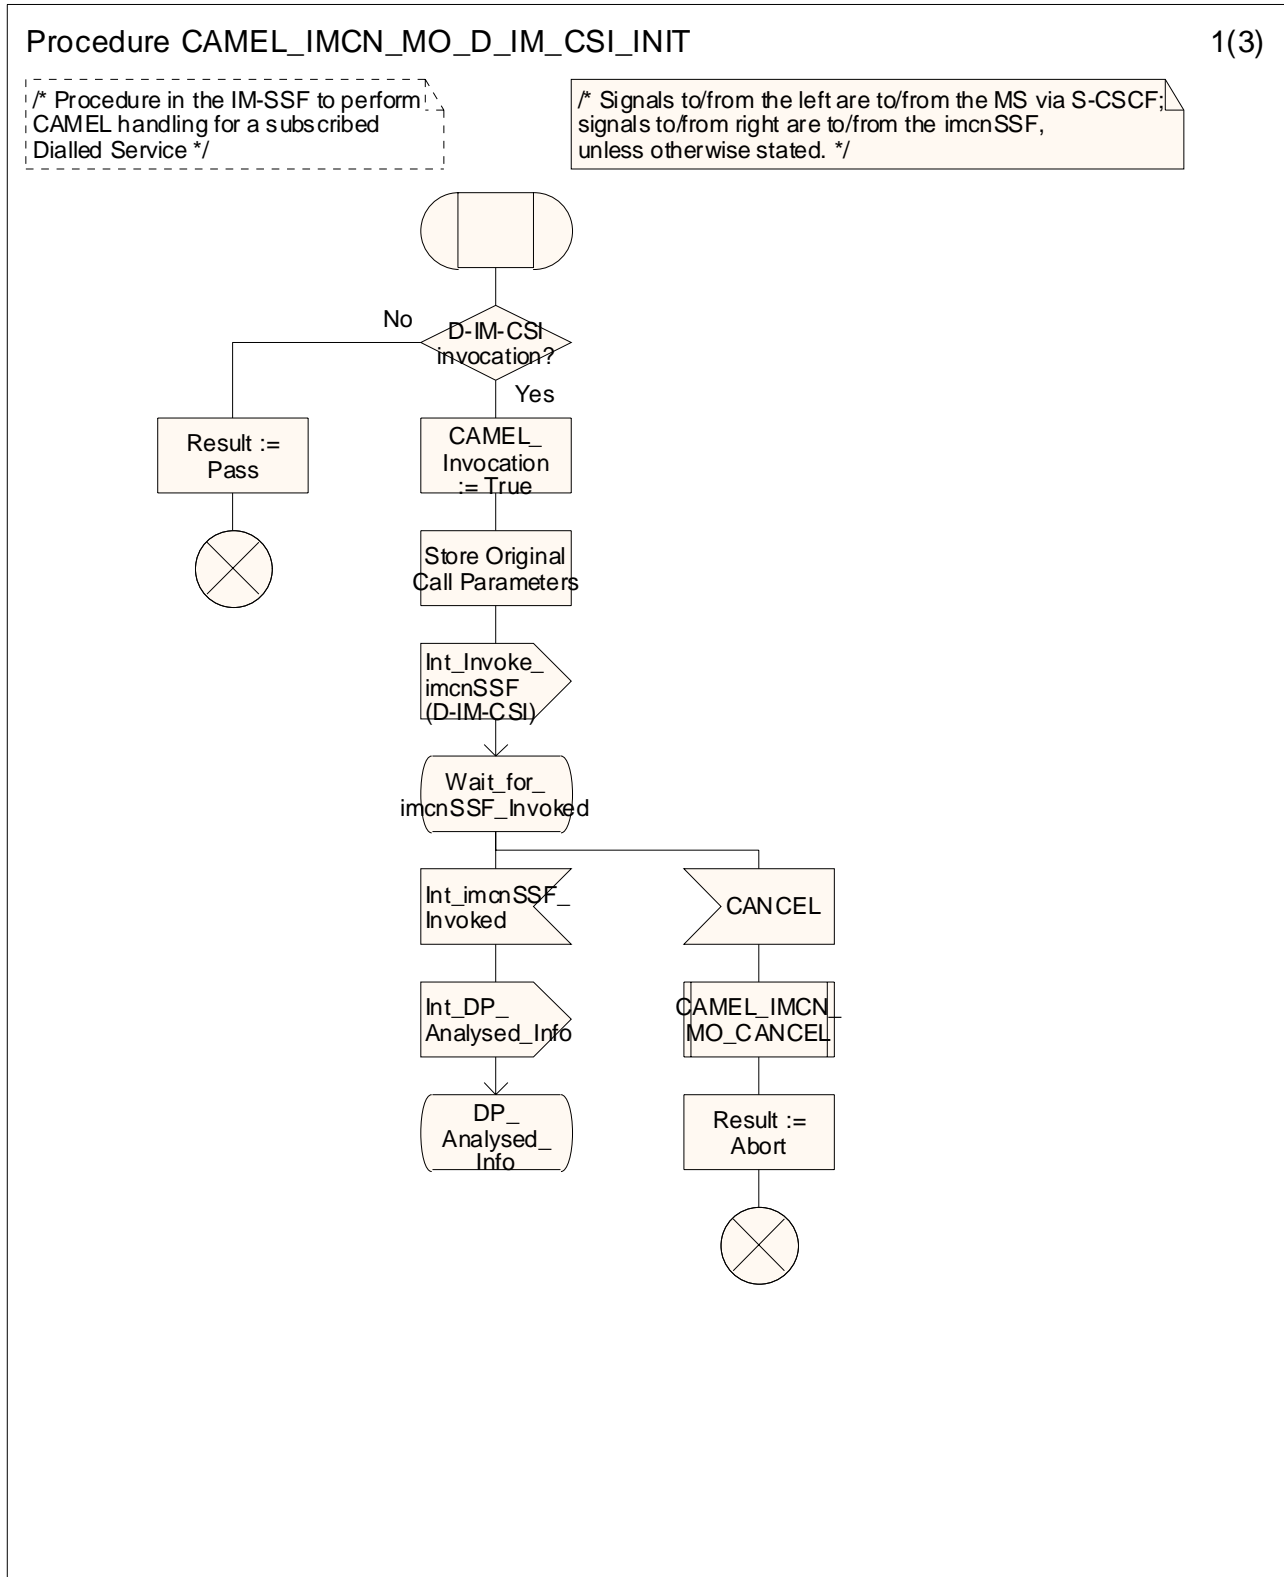 Procedure CAMEL_IMCN_MO_D_IM_CSI_INIT
1(3)
/* Procedure in the IM-SSF to perform
CAMEL handling for a subscribed
Dialled Service */
/* Signals to/from the left are to/from the MS via S-CSCF;
signals to/from right are to/from the imcnSSF,
unless otherwise stated. */
No
D-IM-CSI
invocation?
Yes
Result :=
Pass
CAMEL_
Invocation
:= True
Store Original
Call Parameters
Int_Invoke_
imcnSSF
(D-IM-CSI)
Wait_for_
imcnSSF_Invoked
Int_imcnSSF_
Invoked
CANCEL
Int_DP_
Analysed_Info
CAMEL_IMCN_
MO_CANCEL
DP_
Analysed_
Info
Result :=
Abort